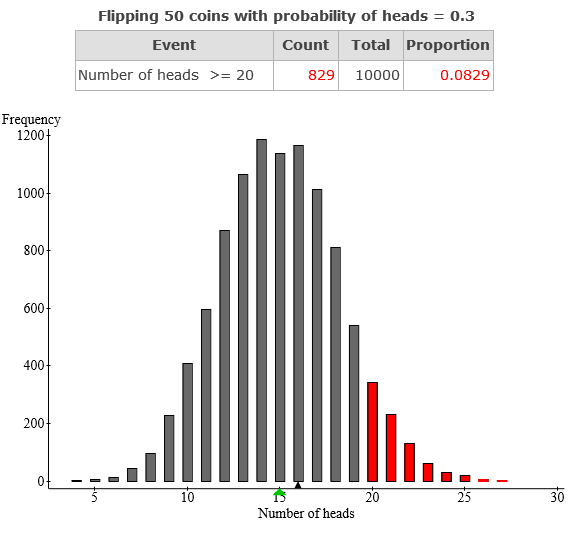 Flipping 50 coins with probability of heads = 0.3
Event Count Total Proportion
Number of heads >= 20 829 10000 0.0829
Frequency
1200
1000
800
600
400
200
0
5 10 15 20 25 30
Number of heads